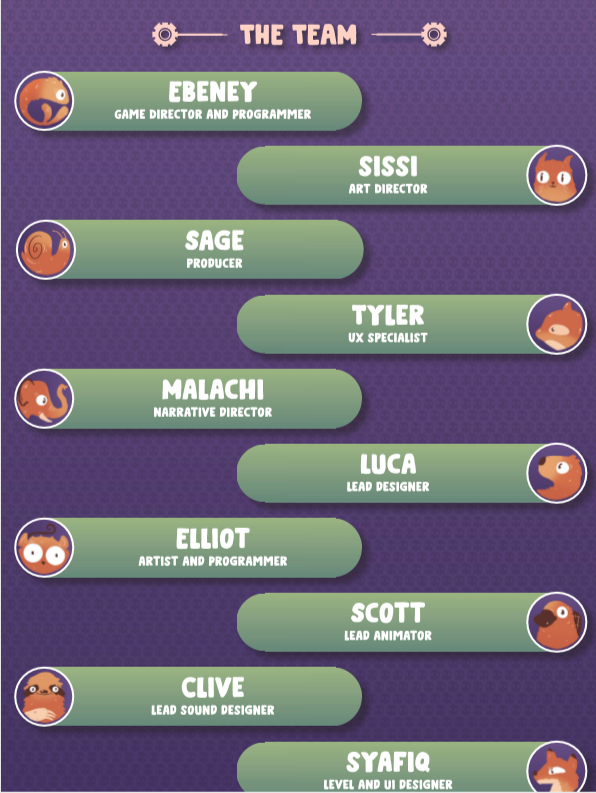 THE TEAM
EBENEY
GAME DIRECTOR AND PROGRAMMER
SISSI
ART DIRECTOR
SAGE
PRODUCER
TYLER
UX SPECIALIST
MALACHI
NARRATIVE DIRECTOR
LUCA
LEAD DESIGNER
ELLIOT
ARTIST AND PROGRAMMER
SCOTT
LEAD ANIMATOR
CLIVE
LEAD SOUND DESIGNER
SYAFIQ
LEVEL AND UI DESIGNER